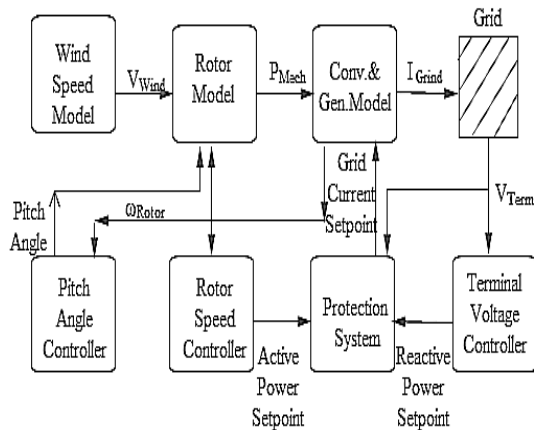 Grid
Wind
Speed
Model
V Wind
Rotor
Model
P Mach
Conv.&
Gen.Model
I Grind
Grid
Current
Setpoint
V Term
Pitch
Angle
ωRotor
Pitch
Angle
Controller
Rotor
Speed
Controller
Protection
System
Terminal
Voltage
Controller
Active
Power
Setpoint
Reactive
Power
Setpoint